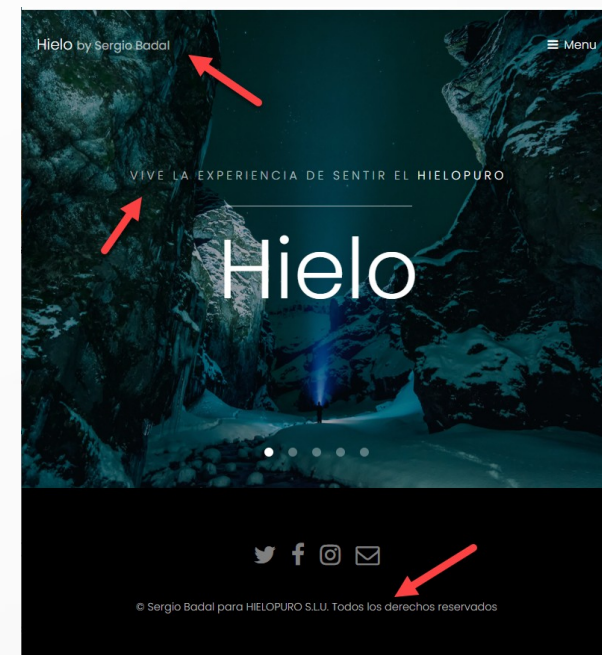 Hielo by Sergio Badal
Menu
VIVE LA EXPERIENCIA DE SENTIR EL HIELOPURO
Hielo
© Sergio Badal para HIELOPURO S.L.U. Todos los derechos reservados